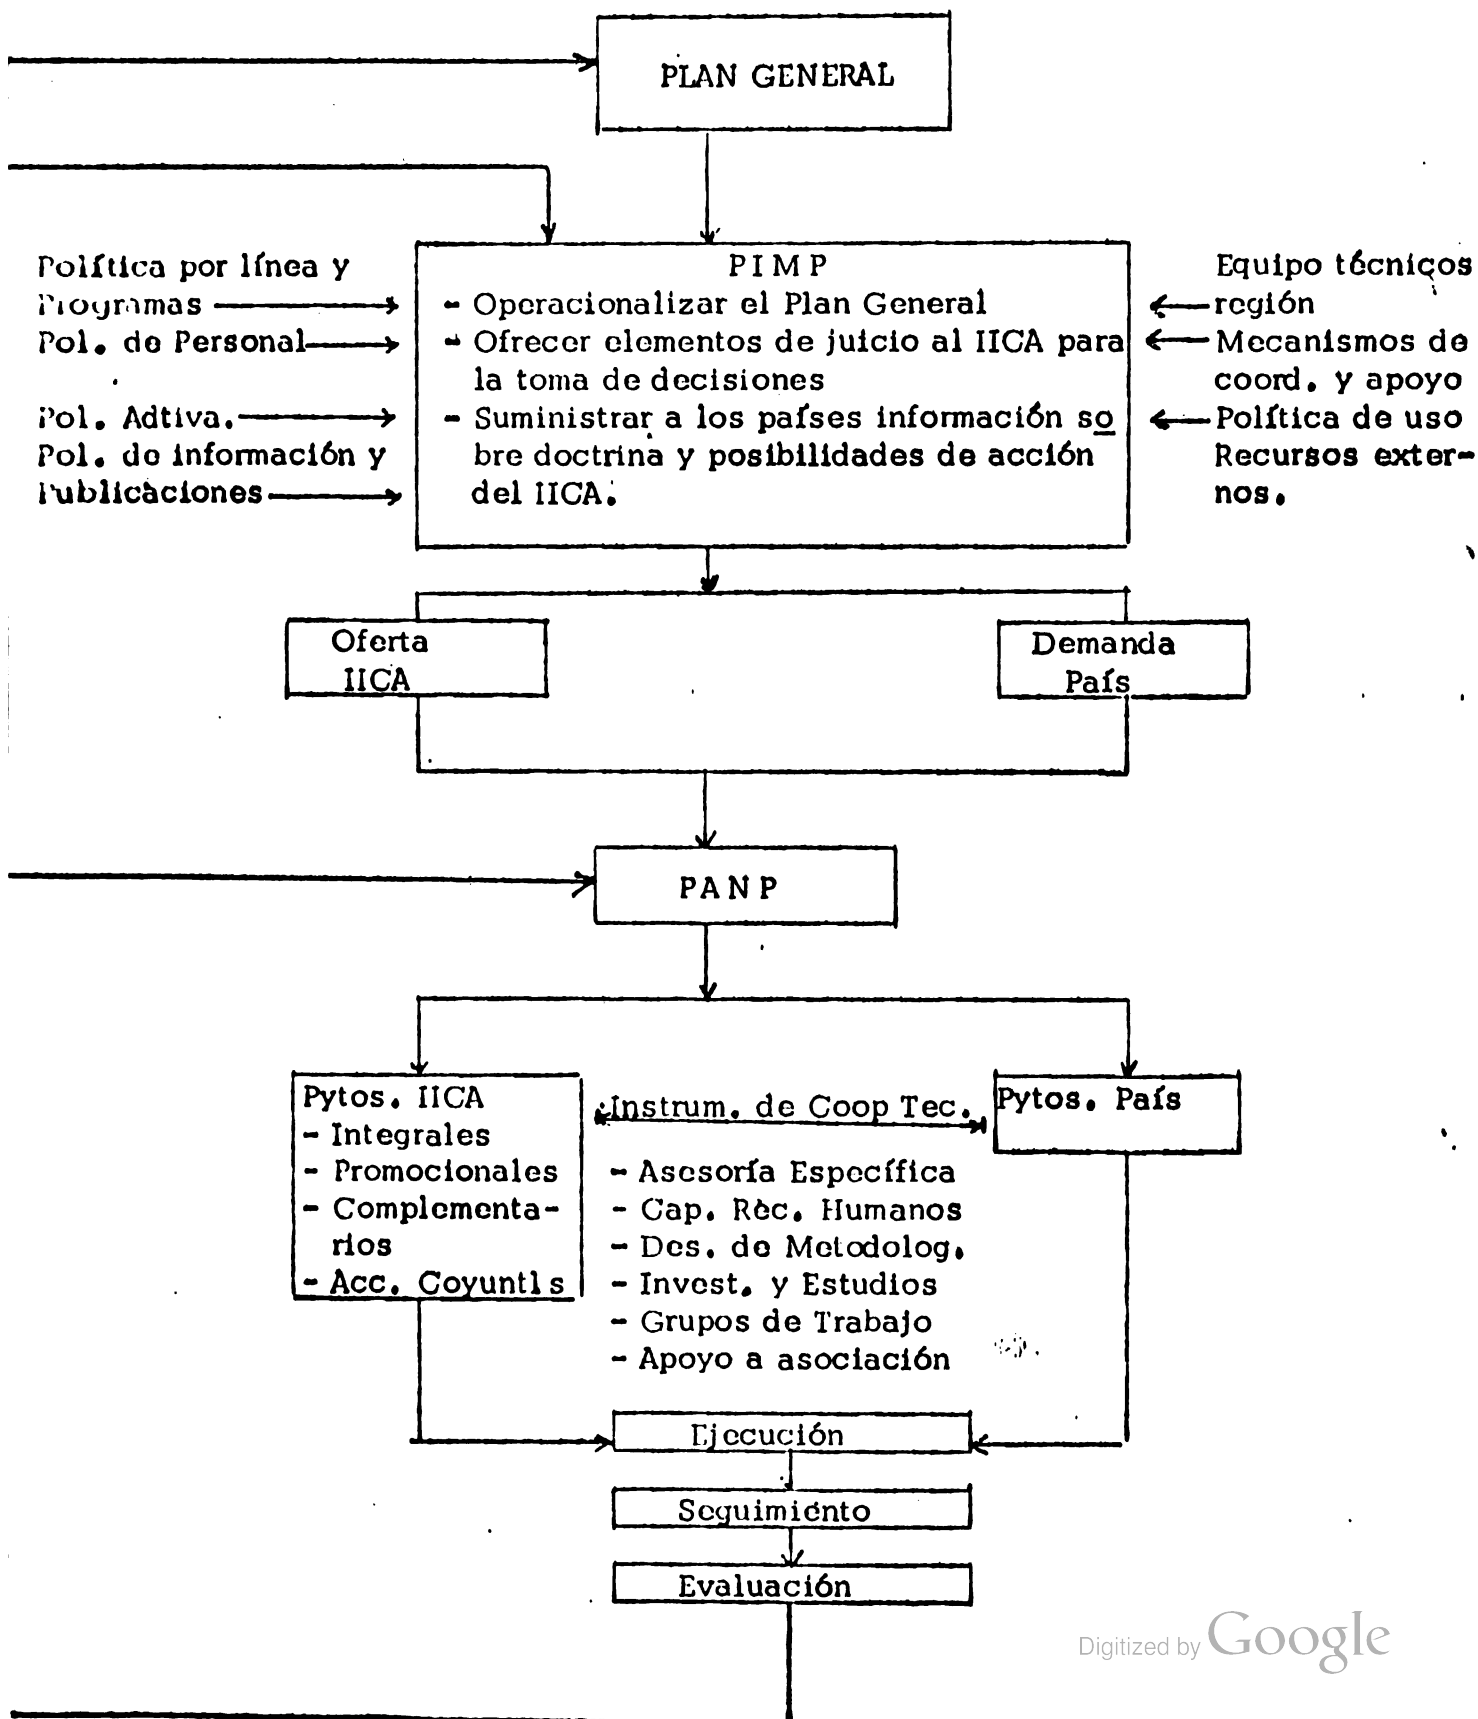 PLAN GENERAL
Política por línea y
Programas
Pol. de Personal
Pol. Adtiva.
Pol. de información y
Publicaciones
PIMP
- Operacionalizar el Plan General
- Ofrecer elementos de juicio al IICA para
la toma de decisiones
- Suministrar a los países información so
bre doctrina y posibilidades de acción
del IICA.
Equipo técnicos
región
Mecanismos de
coord. y apoyo
Política de uso
Recursos exter-
nos.
Oferta
IICA
Demanda
País
PANP
Pytos. IICA
- Integrales
- Promocionales
- Complementa-
rios
- Acc. Coyuntls
Instrum. de Coop Tec.
- Asesoría Específica
- Cap. Rec. Humanos
- Des. de Metodolog.
- Invest. y Estudios
- Grupos de Trabajo
- Apoyo a asociación
Pytos. País
Ejecución
Seguimiento
Evaluación
Digitized by Google